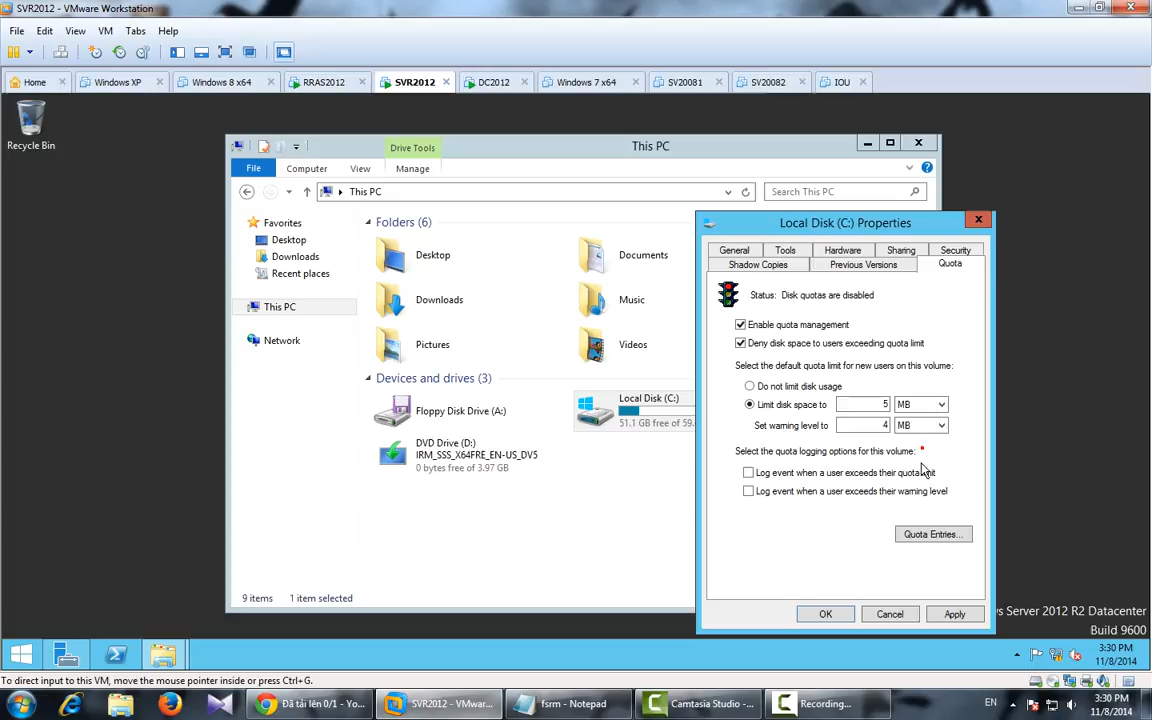 SVR2012 - VMware Workstation
File Edit View VM Tabs Help
Home Windows XP Windows 8 x64 RRAS2012 SVR2012 DC2012 Windows 7 x64 SV20081 SV20082 IOU
Recycle Bin
Drive Tools
This PC
File Computer View Manage
This PC
Search This PC
Favorites
Desktop
Downloads
Recent places
This PC
Network
Folders (6)
Desktop
Documents
Downloads
Music
Pictures
Videos
Devices and drives (3)
Floppy Disk Drive (A:)
Local Disk (C:)
51.1 GB free of 59.
DVD Drive (D:)
IRM_SSS_X64FRE_EN-US_DV5
0 bytes free of 3.97 GB
9 items 1 item selected
Local Disk (C:) Properties
General Tools Hardware Sharing Security
Shadow Copies Previous Versions Quota
Status: Disk quotas are disabled
Enable quota management
Deny disk space to users exceeding quota limit
Select the default quota limit for new users on this volume:
Do not limit disk usage
Limit disk space to 5 MB
Set warning level to 4 MB
Select the quota logging options for this volume:
Log event when a user exceeds their quota
Log event when a user exceeds their warning level
Quota Entries...
OK Cancel Apply
s Server 2012 R2 Datacenter
Build 9600
3:30 PM
11/8/2014
To direct input to this VM, move the mouse pointer inside or press Ctrl+G.
Đã tải lên 0/1 - Yo...
SVR2012 - VMwar...
fsrm - Notepad
Camtasia Studio - ...
Recording...
EN
3:30 PM
11/8/2014